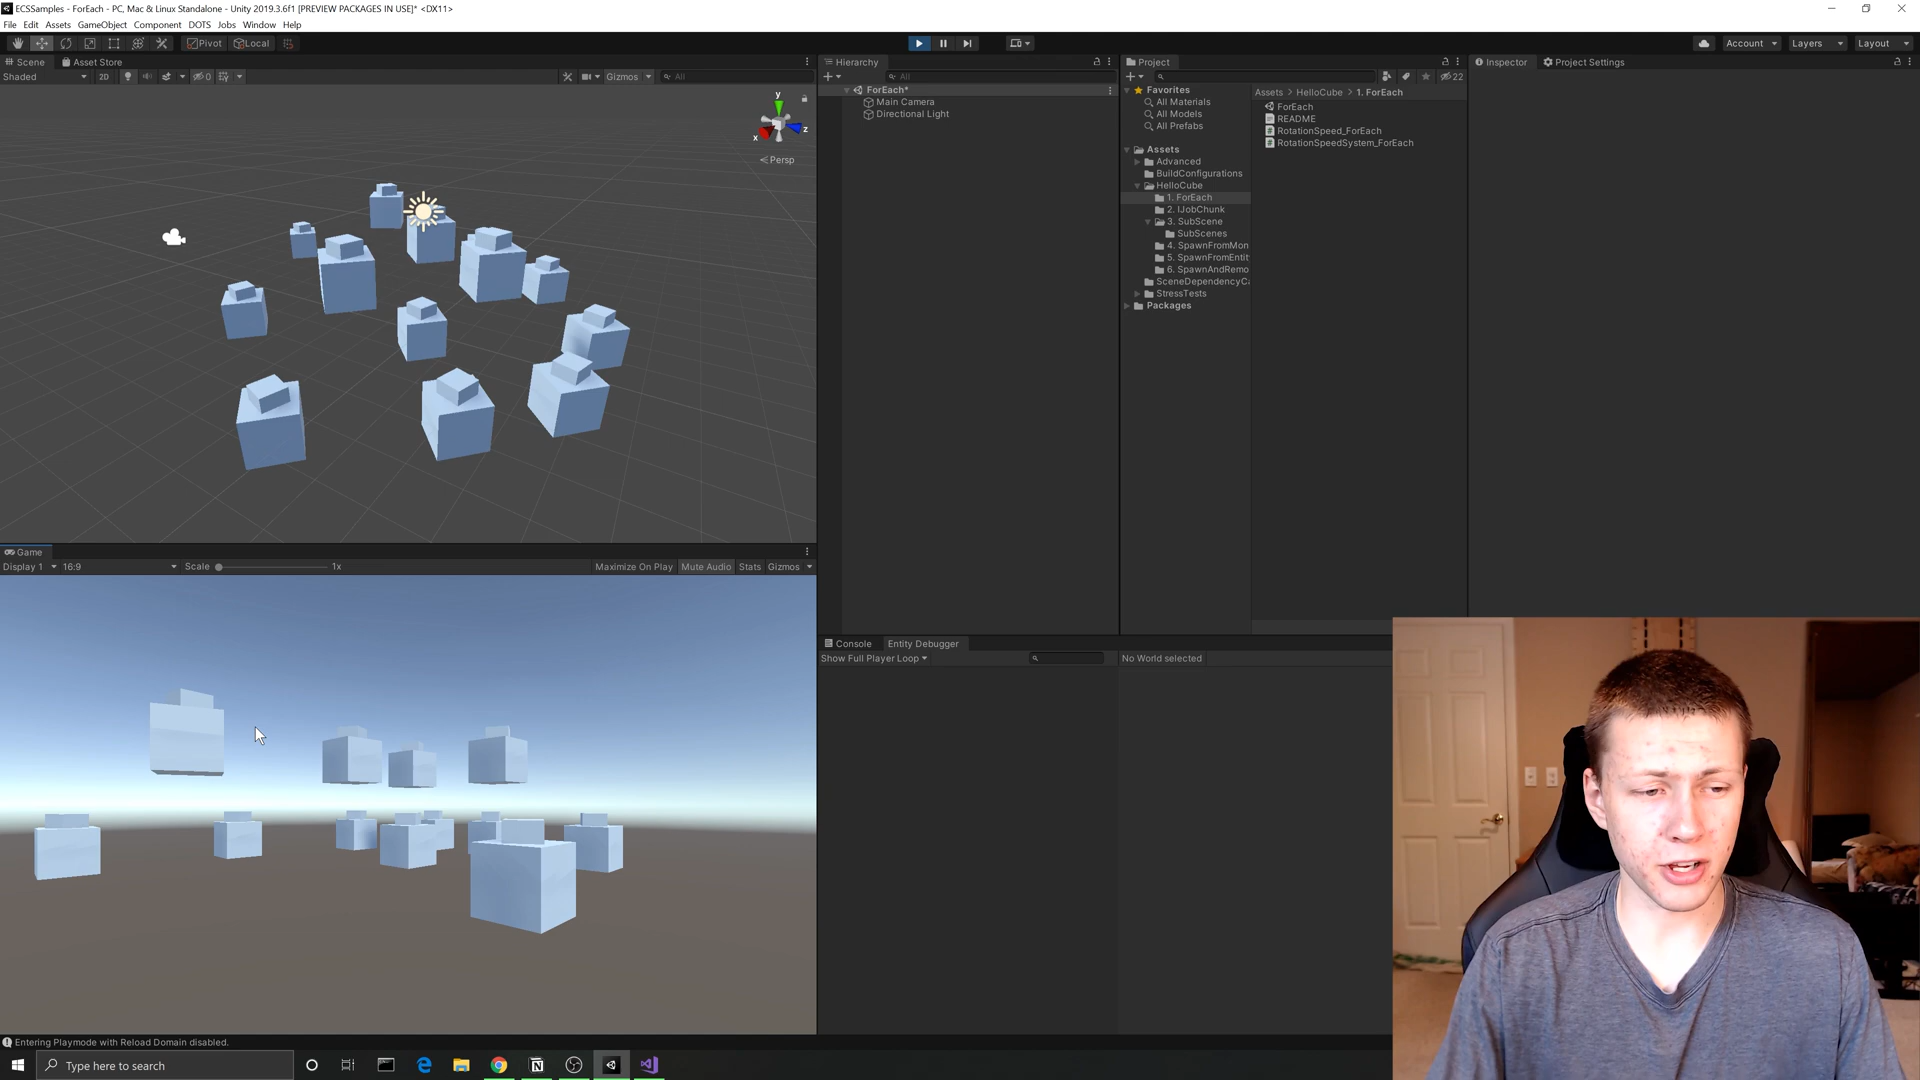 ECSSamples - ForEach - PC, Mac & Linux Standalone - Unity 2019.3.6f1 [PREVIEW PACKAGES IN USE]* <DX11>
File Edit Assets GameObject Component DOTS Jobs Window Help
Pivot Local Account Layers Layout
Scene Asset Store
Shaded 2D 0 Gizmos All
y
x
z
Persp
Hierarchy
All
ForEach*
Main Camera
Directional Light
Project
22
Favorites
All Materials
All Models
All Prefabs
Assets
Advanced
BuildConfigurations
HelloCube
1. ForEach
2. IJobChunk
3. SubScene
SubScenes
4. SpawnFromMon
5. SpawnFromEntit
6. SpawnAndRemo
SceneDependencyCa
StressTests
Packages
Assets > HelloCube > 1. ForEach
ForEach
README
RotationSpeed_ForEach
RotationSpeedSystem_ForEach
Inspector Project Settings
Game
Display 1 16:9 Scale 1x Maximize On Play Mute Audio Stats Gizmos
Console Entity Debugger
Show Full Player Loop No World selected
Entering Playmode with Reload Domain disabled.
Type here to search